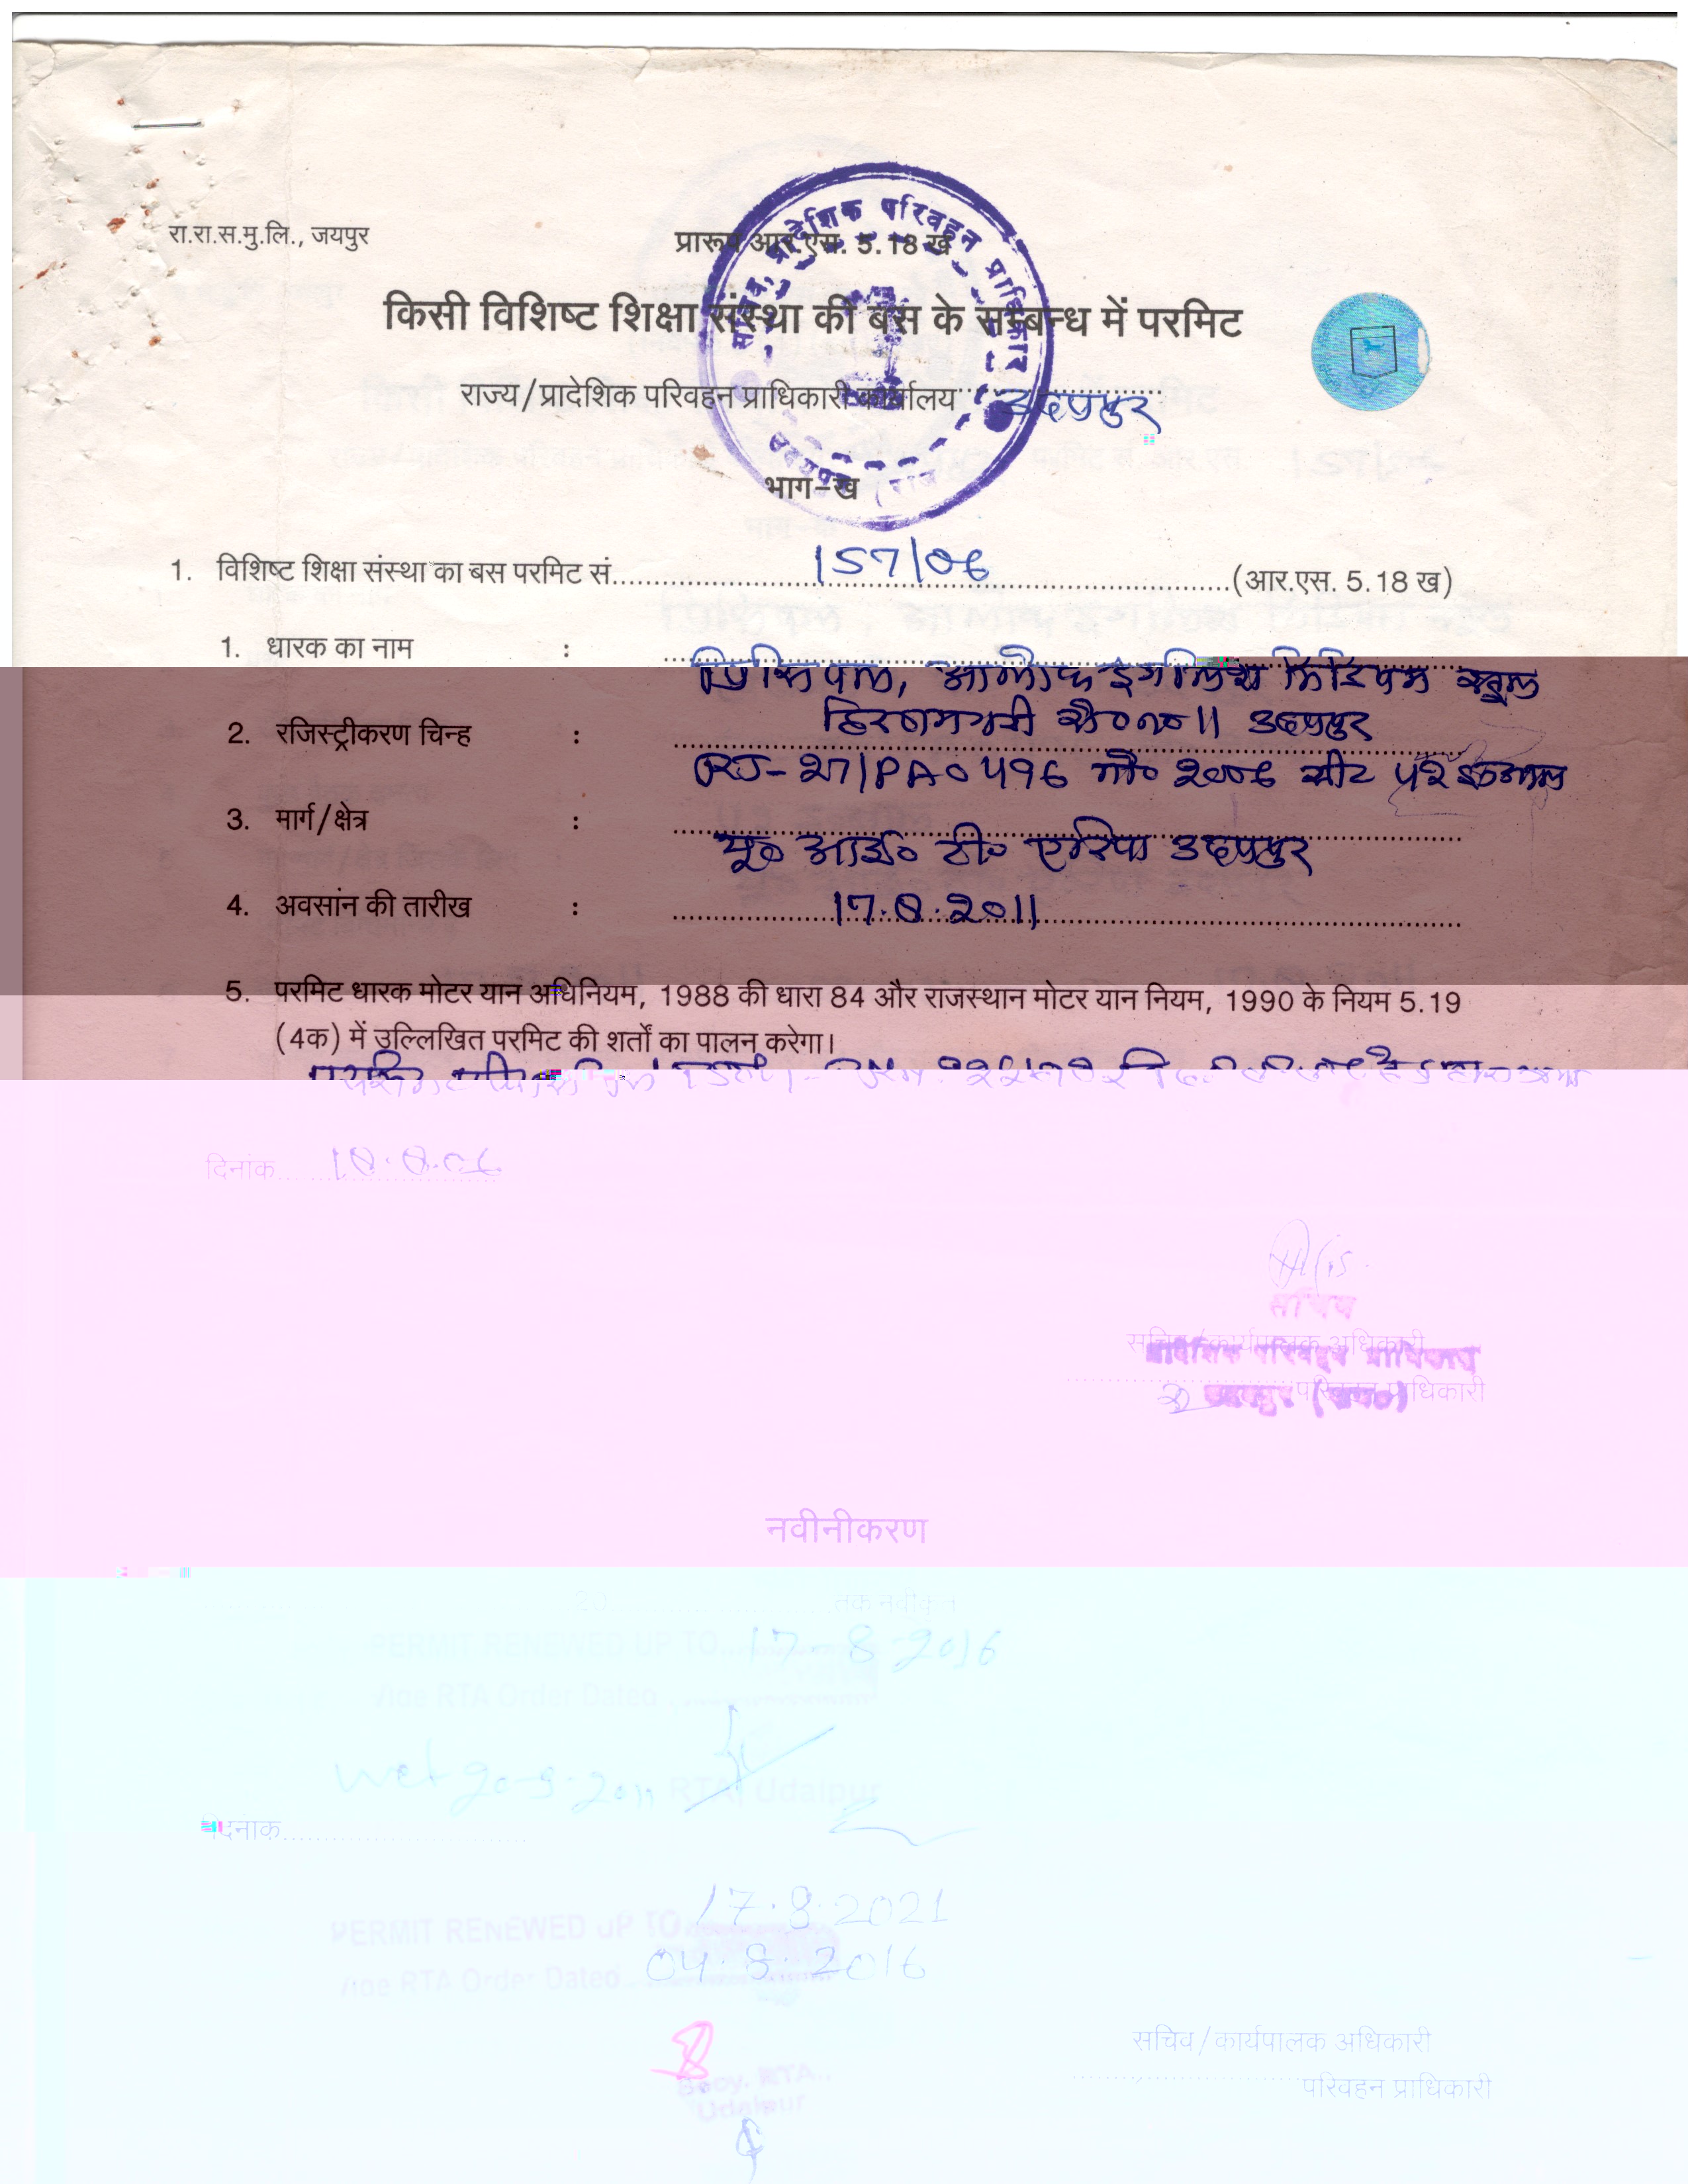 रा.रा.स.मु.लि., जयपुर
प्रारूप आर.एस. 5.18 ख
किसी विशिष्ट शिक्षा संस्था की बस के सम्बन्ध में परमिट
राज्य/प्रादेशिक परिवहन प्राधिकारी कार्यालय उदयपुर
भाग-ख
1. विशिष्ट शिक्षा संस्था का बस परमिट सं. 157/06 (आर.एस. 5.18 ख)
1. धारक का नाम :
प्रिंसिपल, आलोक इंगलिश मिडियम स्कूल
हिरणमगरी से०न० 11 उदयपुर
2. रजिस्ट्रीकरण चिन्ह :
RJ-27/PA0496 मॉ० 2006 सीट 42
3. मार्ग/क्षेत्र :
यू० आई० टी० एरिया उदयपुर
4. अवसांन की तारीख : 17.8.2011
5. परमिट धारक मोटर यान अधिनियम, 1988 की धारा 84 और राजस्थान मोटर यान नियम, 1990 के नियम 5.19
(4क) में उल्लिखित परमिट की शर्तों का पालन करेगा।
दिनांक 18.8.06
सचिव
सचिव/कार्यपालक अधिकारी
प्रादेशिक परिवहन प्राधिकार
परिवहन प्राधिकारी
उदयपुर (राज०)
नवीनीकरण
20 तक नवीकृत
PERMIT RENEWED UP TO 17-8-2016
Vide RTA Order Dated
wef 20-9-2011 RTA Udaipur
दिनांक
PERMIT RENEWED UP TO 17.8.2021
Vide RTA Order Dated 04.8.2016
सचिव/कार्यपालक अधिकारी
Secy. RTA.
परिवहन प्राधिकारी
Udaipur